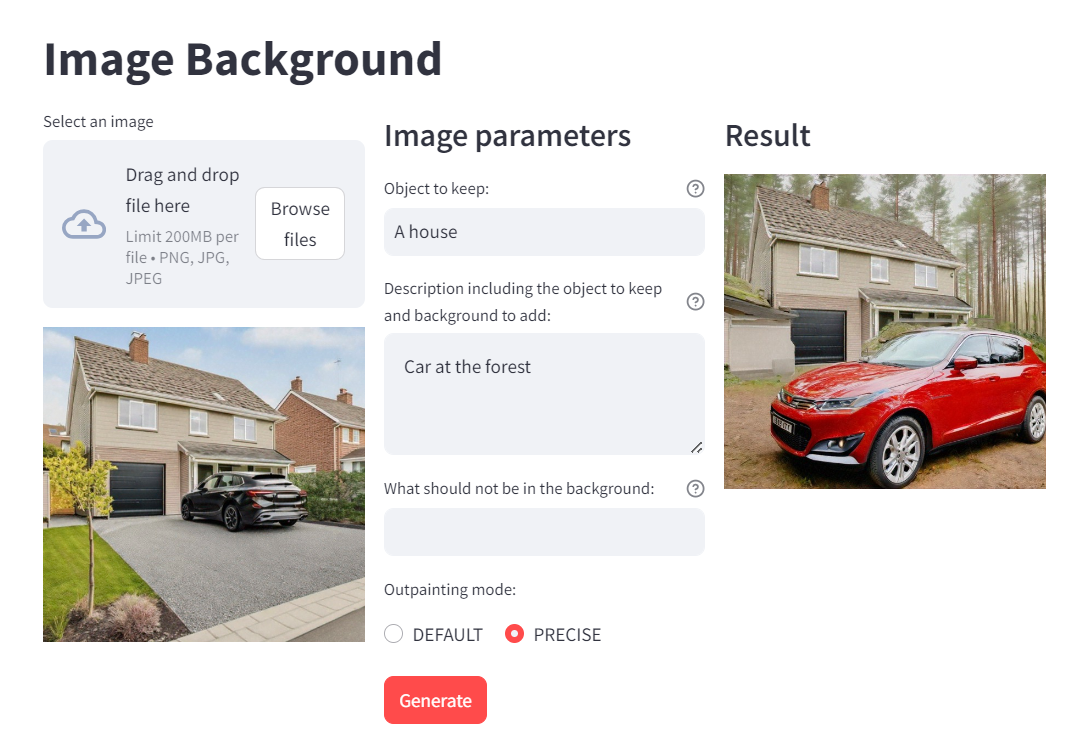 Image Background
Select an image
Drag and drop
file here
Limit 200MB per
file • PNG, JPG,
JPEG
Browse
files
Image parameters
Object to keep:
A house
Description including the object to keep
and background to add:
Car at the forest
What should not be in the background:
Outpainting mode:
DEFAULT
PRECISE
Generate
Result